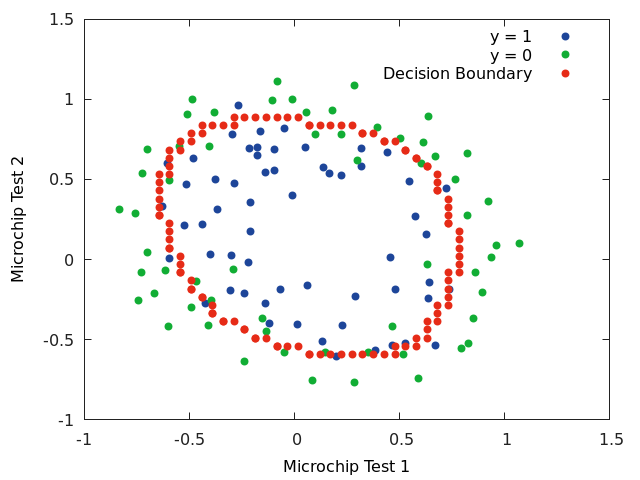 1.5
y = 1
y = 0
Decision Boundary
1
0.5
0
-0.5
-1
Microchip Test 2
-1
-0.5
0
0.5
1
1.5
Microchip Test 1